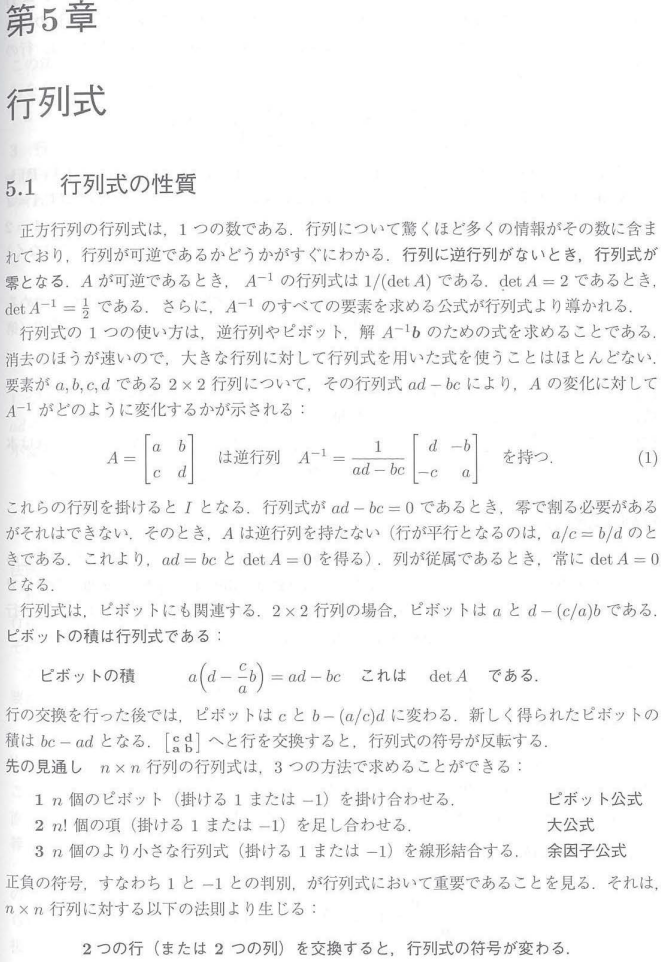 第5章
行列式
5.1 行列式の性質
正方行列の行列式は，1 つの数である．行列について驚くほど多くの情報がその数に含ま
れており，行列が可逆であるかどうかがすぐにわかる．行列に逆行列がないとき，行列式が
零となる．A が可逆であるとき， A⁻¹ の行列式は 1/(det A) である．det A = 2 であるとき，
det A⁻¹ = ½ である．さらに，A⁻¹ のすべての要素を求める公式が行列式より導かれる．
行列式の 1 つの使い方は，逆行列やピボット，解 A⁻¹b のための式を求めることである．
消去のほうが速いので，大きな行列に対して行列式を用いた式を使うことはほとんどない．
要素が a, b, c, d である 2 × 2 行列について，その行列式 ad − bc により，A の変化に対して
A⁻¹ がどのように変化するかが示される：
A = [a b; c d] は逆行列 A⁻¹ = 1/(ad − bc) [d −b; −c a] を持つ． (1)
これらの行列を掛けると I となる．行列式が ad − bc = 0 であるとき，零で割る必要がある
がそれはできない．そのとき，A は逆行列を持たない（行が平行となるのは，a/c = b/d のと
きである．これより，ad = bc と det A = 0 を得る）．列が従属であるとき，常に det A = 0
となる．
行列式は，ピボットにも関連する．2 × 2 行列の場合，ピボットは a と d − (c/a)b である．
ピボットの積は行列式である：
ピボットの積 a(d − (c/a)b) = ad − bc これは det A である．
行の交換を行った後では，ピボットは c と b − (a/c)d に変わる．新しく得られたピボットの
積は bc − ad となる．[c d; a b] へと行を交換すると，行列式の符号が反転する．
先の見通し n × n 行列の行列式は，3 つの方法で求めることができる：
1 n 個のピボット（掛ける 1 または −1）を掛け合わせる． ピボット公式
2 n! 個の項（掛ける 1 または −1）を足し合わせる． 大公式
3 n 個のより小さな行列式（掛ける 1 または −1）を線形結合する． 余因子公式
正負の符号，すなわち 1 と −1 との判別，が行列式において重要であることを見る．それは，
n × n 行列に対する以下の法則より生じる：
2 つの行（または 2 つの列）を交換すると，行列式の符号が変わる．